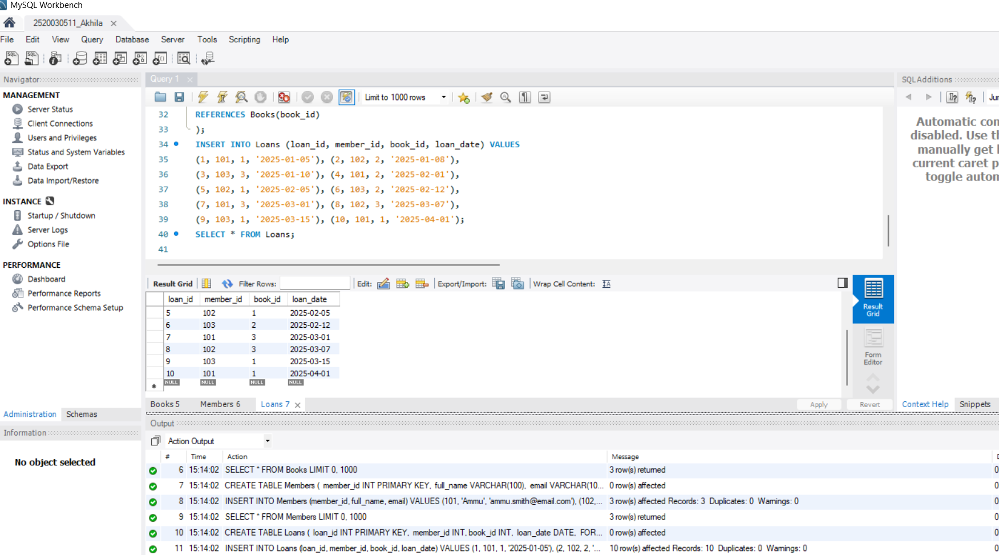 MySQL Workbench
2520030511_Akhila
File Edit View Query Database Server Tools Scripting Help
Navigator
MANAGEMENT
Server Status
Client Connections
Users and Privileges
Status and System Variables
Data Export
Data Import/Restore
INSTANCE
Startup / Shutdown
Server Logs
Options File
PERFORMANCE
Dashboard
Performance Reports
Performance Schema Setup
Administration Schemas
Information
No object selected
Query 1
Limit to 1000 rows
32 REFERENCES Books(book_id)
33 );
34 INSERT INTO Loans (loan_id, member_id, book_id, loan_date) VALUES
35 (1, 101, 1, '2025-01-05'), (2, 102, 2, '2025-01-08'),
36 (3, 103, 3, '2025-01-10'), (4, 101, 2, '2025-02-01'),
37 (5, 102, 1, '2025-02-05'), (6, 103, 2, '2025-02-12'),
38 (7, 101, 3, '2025-03-01'), (8, 102, 3, '2025-03-07'),
39 (9, 103, 1, '2025-03-15'), (10, 101, 1, '2025-04-01');
40 SELECT * FROM Loans;
41
Result Grid Filter Rows: Edit: Export/Import: Wrap Cell Content:
loan_id member_id book_id loan_date
5 102 1 2025-02-05
6 103 2 2025-02-12
7 101 3 2025-03-01
8 102 3 2025-03-07
9 103 1 2025-03-15
10 101 1 2025-04-01
NULL NULL NULL NULL
Result
Grid
Form
Editor
Books 5 Members 6 Loans 7
Apply Revert
SQLAdditions
Automatic
disabled. Use
manually get
current caret
toggle
Context Help Snippets
Output
Action Output
# Time Action Message
6 15:14:02 SELECT * FROM Books LIMIT 0, 1000 3 row(s) returned
7 15:14:02 CREATE TABLE Members ( member_id INT PRIMARY KEY, full_name VARCHAR(100), email VARCHAR(10... 0 row(s) affected
8 15:14:02 INSERT INTO Members (member_id, full_name, email) VALUES (101, 'Ammu', 'ammu.smith@email.com'), (102,... 3 row(s) affected Records: 3 Duplicates: 0 Warnings: 0
9 15:14:02 SELECT * FROM Members LIMIT 0, 1000 3 row(s) returned
10 15:14:02 CREATE TABLE Loans ( loan_id INT PRIMARY KEY, member_id INT, book_id INT, loan_date DATE, FOR... 0 row(s) affected
11 15:14:02 INSERT INTO Loans (loan_id, member_id, book_id, loan_date) VALUES (1, 101, 1, '2025-01-05'), (2, 102, 2, '... 10 row(s) affected Records: 10 Duplicates: 0 Warnings: 0